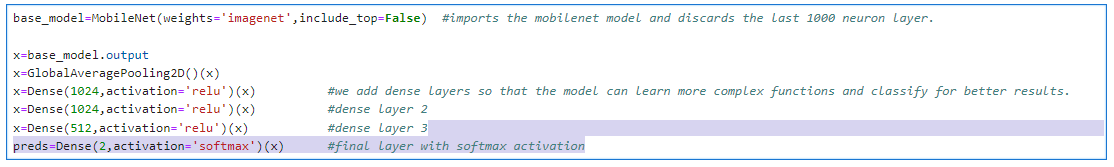 base_model=MobileNet(weights='imagenet',include_top=False)  #imports the mobilenet model and discards the last 1000 neuron layer.
x=base_model.output
x=GlobalAveragePooling2D()(x)
x=Dense(1024,activation='relu')(x)         #we add dense layers so that the model can learn more complex functions and classify for better results.
x=Dense(1024,activation='relu')(x)         #dense layer 2
x=Dense(512,activation='relu')(x)          #dense layer 3
preds=Dense(2,activation='softmax')(x)     #final layer with softmax activation